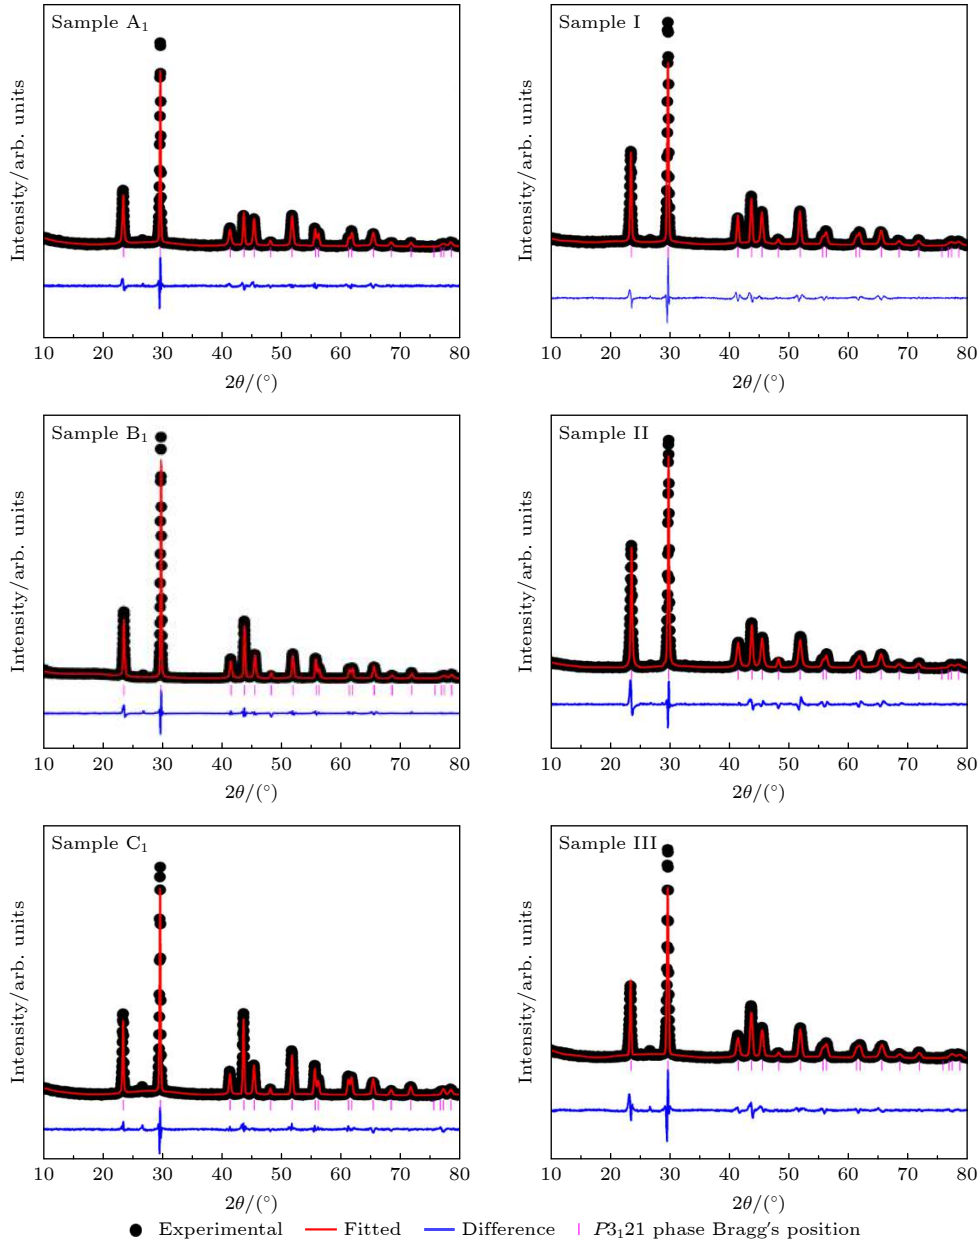 Sample A₁
Intensity/arb. units
10 20 30 40 50 60 70 80
2θ/(°)
Sample I
Intensity/arb. units
10 20 30 40 50 60 70 80
2θ/(°)
Sample B₁
Intensity/arb. units
10 20 30 40 50 60 70 80
2θ/(°)
Sample II
Intensity/arb. units
10 20 30 40 50 60 70 80
2θ/(°)
Sample C₁
Intensity/arb. units
10 20 30 40 50 60 70 80
2θ/(°)
Sample III
Intensity/arb. units
10 20 30 40 50 60 70 80
2θ/(°)
Experimental Fitted Difference P3₁21 phase Bragg's position